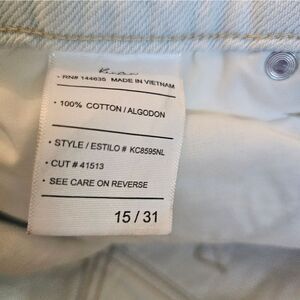 - RN# 144635 MADE IN VIETNAM
• 100% COTTON / ALGODON
• STYLE / ESTILO # KC8595NL
• CUT # 41513
• SEE CARE ON REVERSE
15 / 31